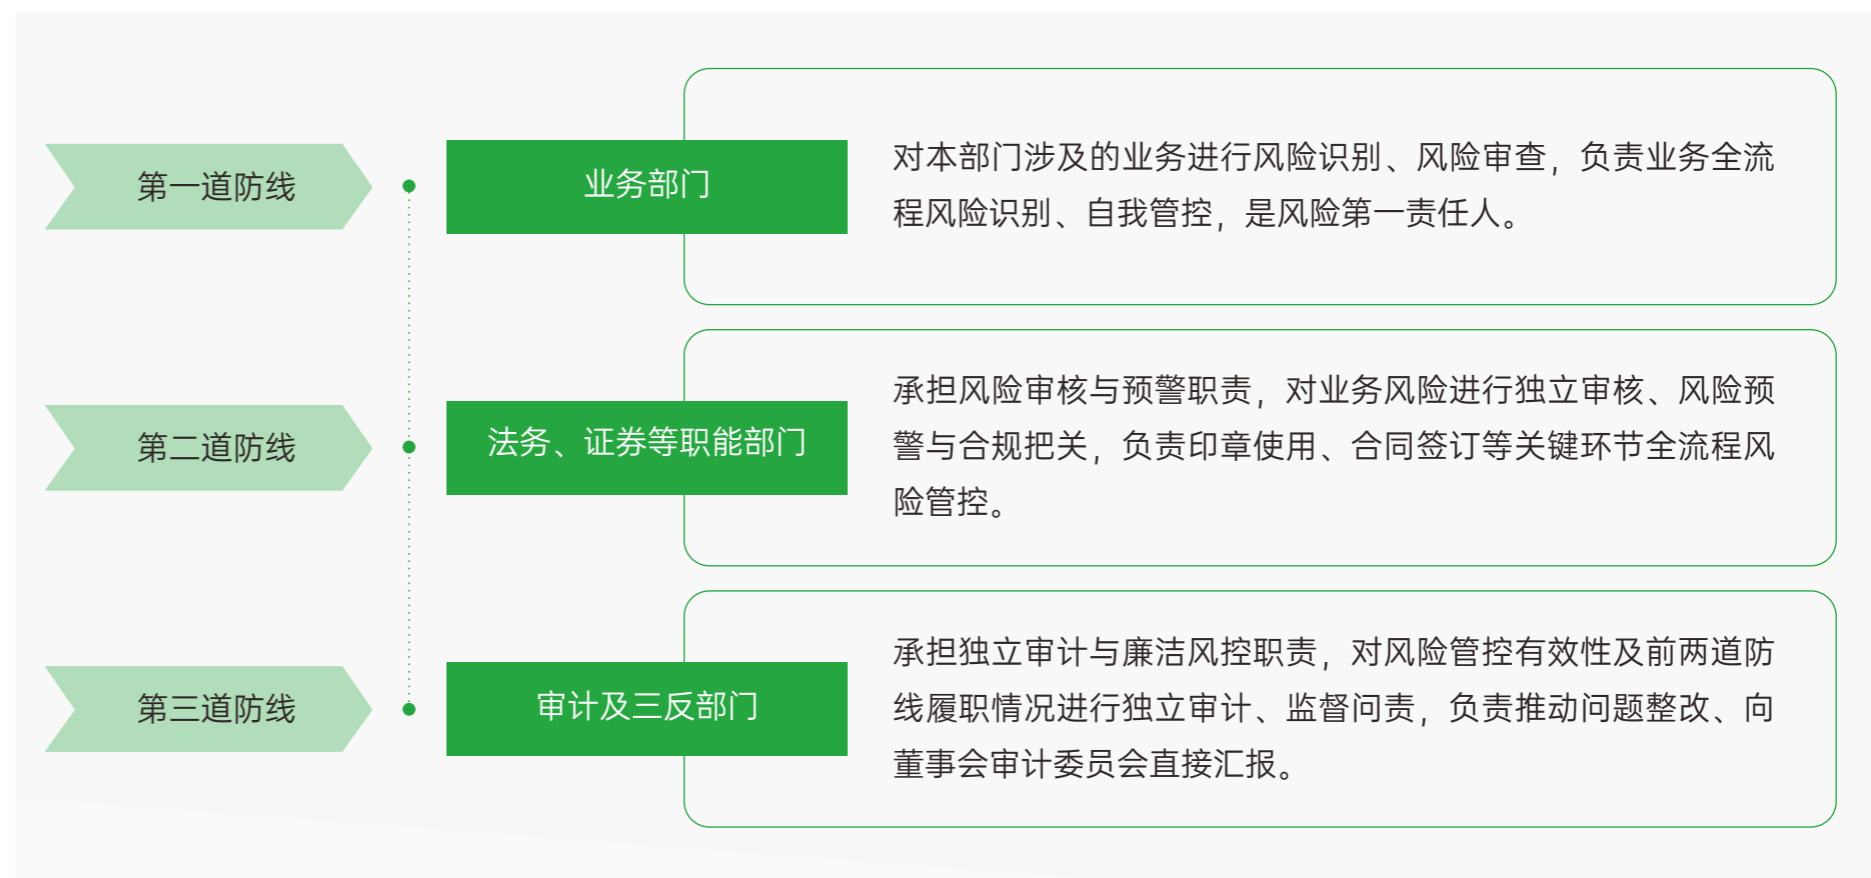 第一道防线
业务部门
对本部门涉及的业务进行风险识别、风险审查，负责业务全流
程风险识别、自我管控，是风险第一责任人。
第二道防线
法务、证券等职能部门
承担风险审核与预警职责，对业务风险进行独立审核、风险预
警与合规把关，负责印章使用、合同签订等关键环节全流程风
险管控。
第三道防线
审计及三反部门
承担独立审计与廉洁风控职责，对风险管控有效性及前两道防
线履职情况进行独立审计、监督问责，负责推动问题整改、向
董事会审计委员会直接汇报。